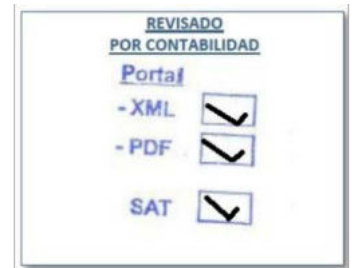 REVISADO
POR CONTABILIDAD
Portal
- XML
- PDF
SAT